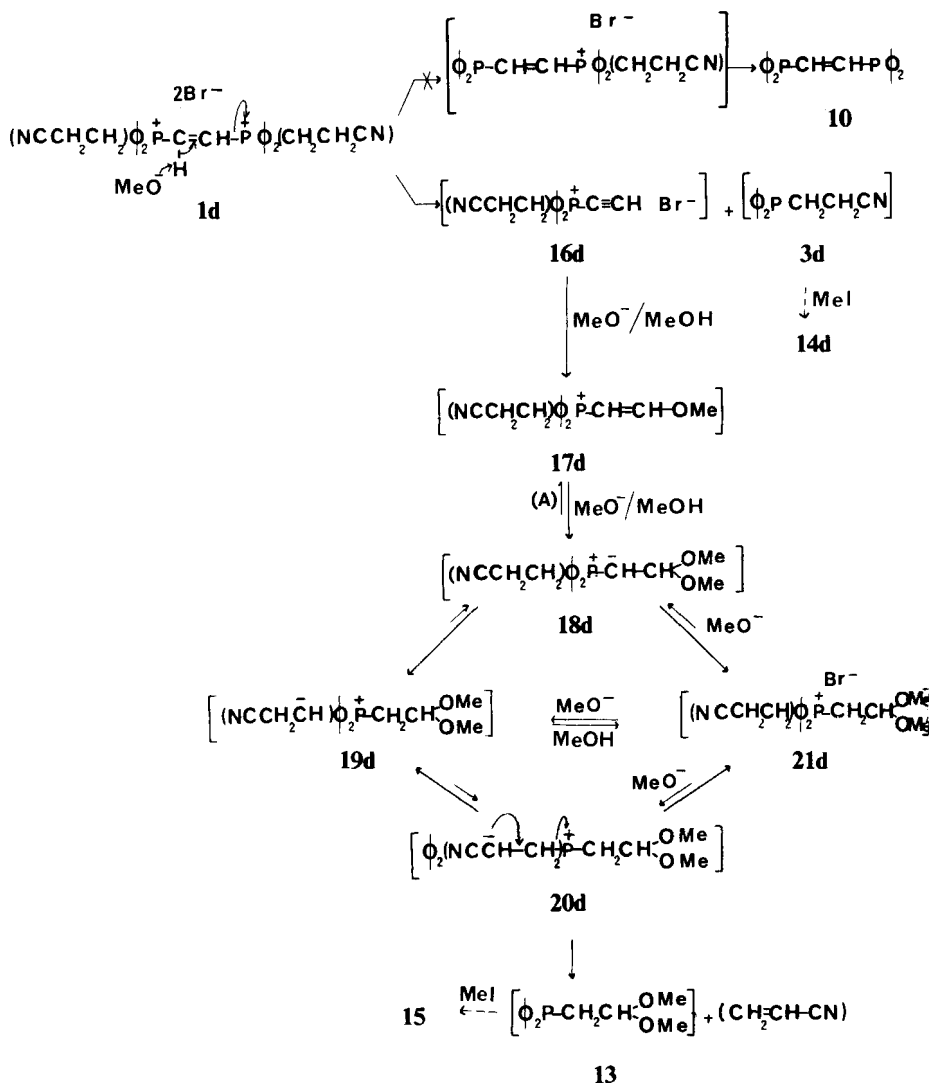 Br⁻
[ϕ₂P-CH=CH-P⁺ϕ₂(CH₂CH₂CN)] → ϕ₂P-CH=CH-Pϕ₂
10
2Br⁻
(NCCH₂CH₂)ϕ₂P⁺-C=CH-P⁺ϕ₂(CH₂CH₂CN)
H
MeO⁻
1d
[(NCCH₂CH₂)ϕ₂P⁺-C≡CH Br⁻] + [ϕ₂PCH₂CH₂CN]
16d 3d
MeI
MeO⁻/MeOH
14d
[(NCCH₂CH₂)ϕ₂P⁺-CH=CH-OMe]
17d
(A) MeO⁻/MeOH
[(NCCH₂CH₂)ϕ₂P⁺-C⁻H-CH(OMe)OMe]
18d
MeO⁻
Br⁻
[(NCCH₂C⁻H)ϕ₂P⁺-CH₂CH(OMe)OMe] MeO⁻ MeOH [(NCCH₂CH₂)ϕ₂P⁺-CH₂CH(OMe)OMe]
19d 21d
MeO⁻
[ϕ₂(NCC⁻H-CH₂)P⁺-CH₂CH(OMe)OMe]
20d
15 MeI [ϕ₂P-CH₂CH(OMe)OMe] + (CH₂=CH-CN)
13